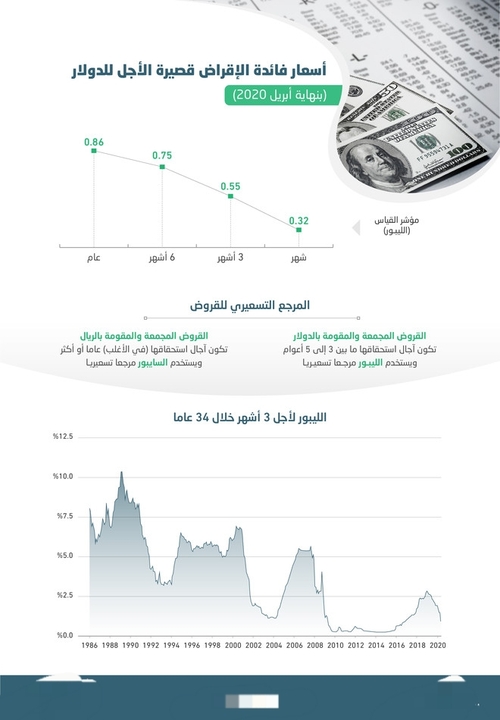 أسعار فائدة الإقراض قصيرة الأجل للدولار
(بنهاية أبريل 2020)
0.86
0.75
0.55
0.32
مؤشر القياس
(الليبور)
شهر
3 أشهر
6 أشهر
عام
المرجع التسعيري للقروض
القروض المجمعة والمقومة بالدولار
تكون آجال استحقاقها ما بين 3 إلى 5 أعوام
ويستخدم الليبور مرجعا تسعيريا
القروض المجمعة والمقومة بالريال
تكون آجال استحقاقها (في الأغلب) عاما أو أكثر
ويستخدم السايبور مرجعا تسعيريا
الليبور لأجل 3 أشهر خلال 34 عاما
%12.5
%10.0
%7.5
%5.0
%2.5
%0.0
1986 1988 1990 1992 1994 1996 1998 2000 2002 2004 2006 2008 2010 2012 2014 2016 2018 2020